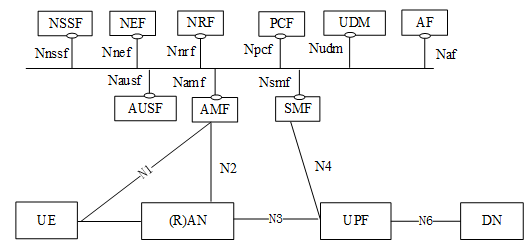 NSSF NEF NRF PCF UDM AF
Nnssf Nnef Nnrf Npcf Nudm Naf
Nausf Namf Nsmf
AUSF AMF SMF
N1 N2 N4
UE (R)AN N3 UPF N6 DN